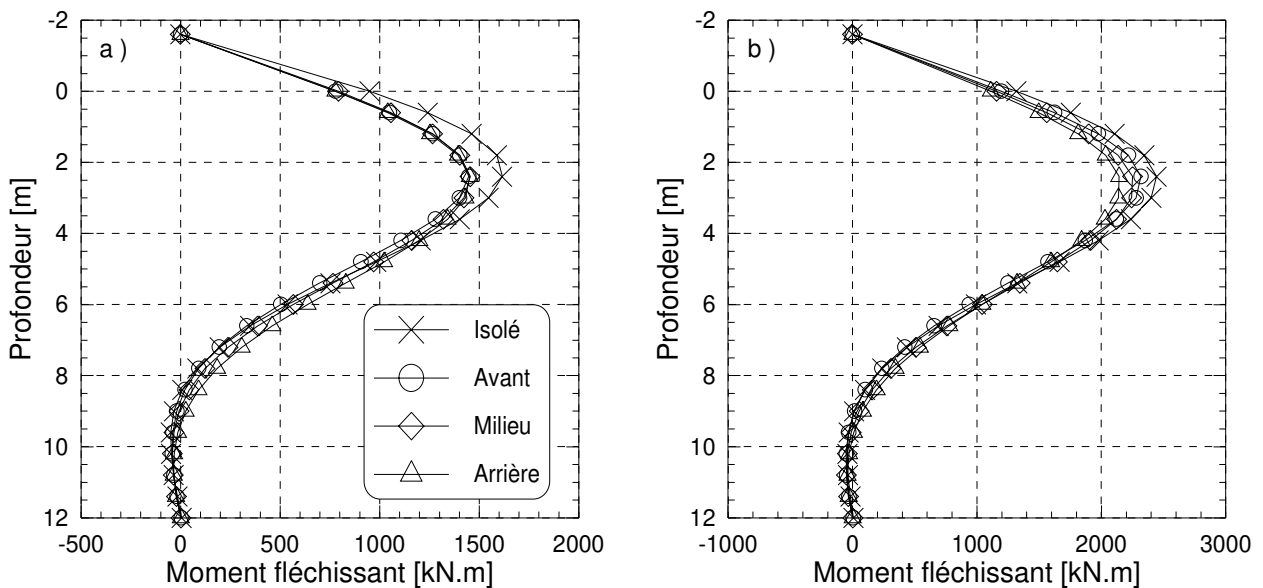 a )
Profondeur [m]
-2
0
2
4
6
8
10
12
Isolé
Avant
Milieu
Arrière
-500 0 500 1000 1500 2000
Moment fléchissant [kN.m]
b )
Profondeur [m]
-2
0
2
4
6
8
10
12
-1000 0 1000 2000 3000
Moment fléchissant [kN.m]